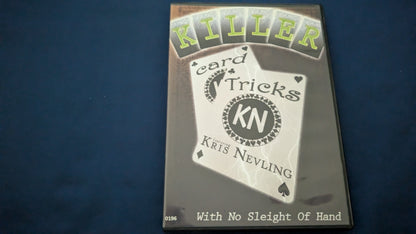 KILLER
card
Tricks
KN
KRIS NEVLING
0196
With No Sleight Of Hand